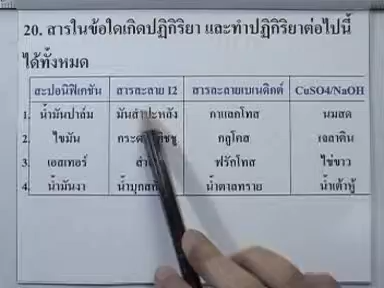 20. สารในข้อใดเกิดปฏิกิริยา และทำปฏิกิริยาต่อไปนี้
ได้ทั้งหมด
สะปอนิฟิเคชัน สารละลาย I2 สารละลายเบเนดิกต์ CuSO4/NaOH
1. น้ำมันปาล์ม มันสำปะหลัง กาแลกโทส นมสด
2. ไขมัน กลูโคส เจลาติน
3. เอสเทอร์ ฟรักโทส ไข่ขาว
4. น้ำมันงา น้ำตาลทราย น้ำเต้าหู้